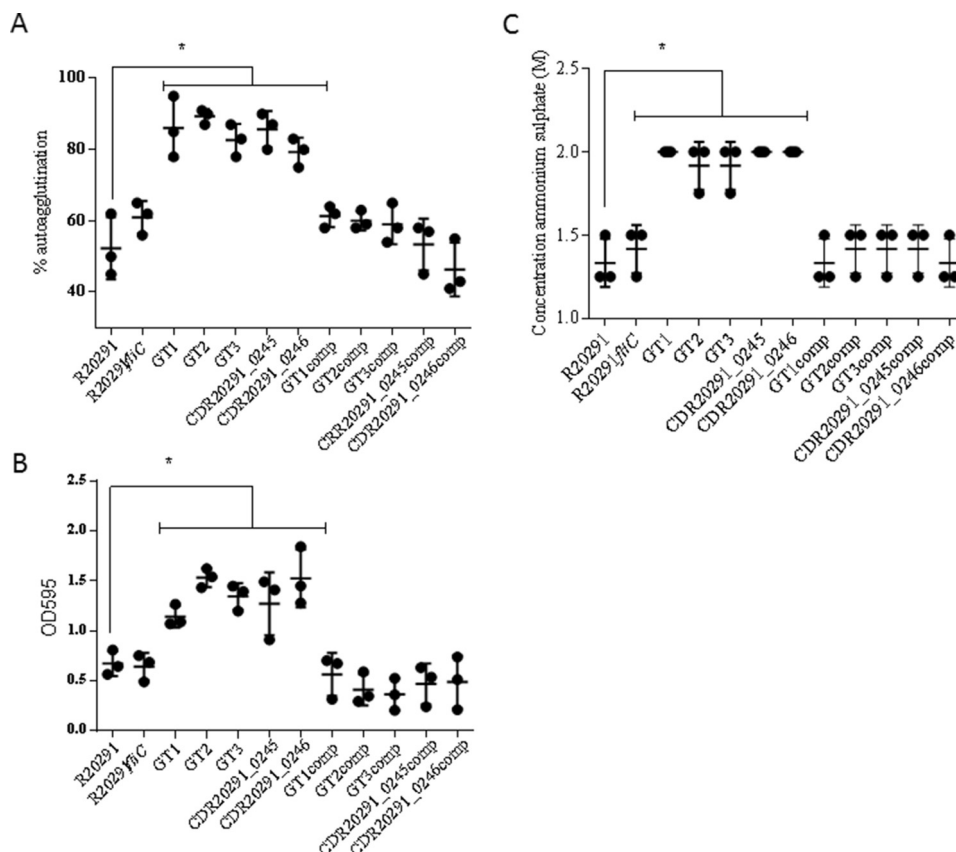 A
*
% autoagglutination
100
80
60
40
R20291
R20291fliC
GT1
GT2
GT3
CDR20291_0245
CDR20291_0246
GT1comp
GT2comp
GT3comp
CRR20291_0245comp
CDR20291_0246comp
B
*
OD595
2.5
2.0
1.5
1.0
0.5
0.0
R20291
R20291fliC
GT1
GT2
GT3
CDR20291_0245
CDR20291_0246
GT1comp
GT2comp
GT3comp
CDR20291_0245comp
CDR20291_0246comp
C
*
Concentration ammonium sulphate (M)
2.5
2.0
1.5
1.0
R20291
R20291fliC
GT1
GT2
GT3
CDR20291_0245
CDR20291_0246
GT1comp
GT2comp
GT3comp
CDR20291_0245comp
CDR20291_0246comp